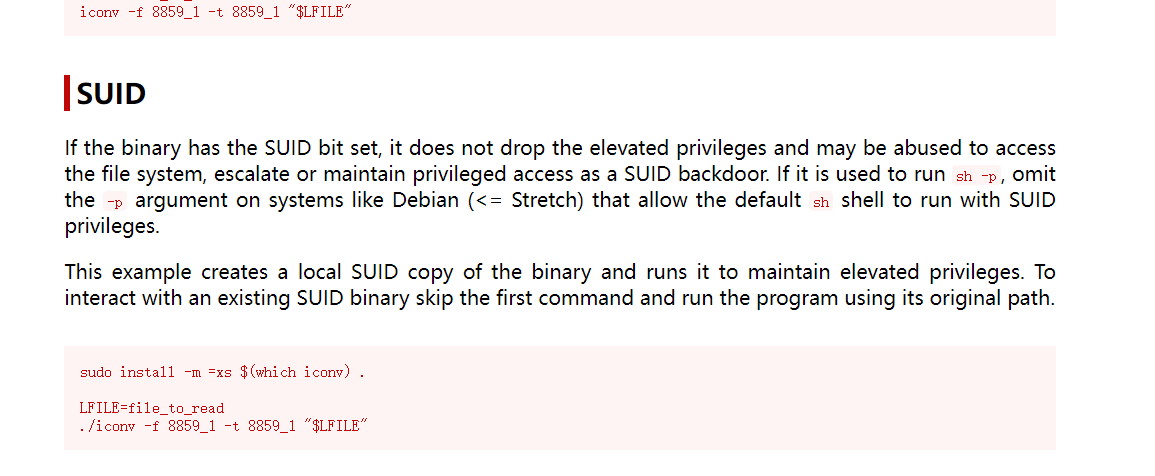 iconv -f 8859_1 -t 8859_1 "$LFILE"
SUID
If the binary has the SUID bit set, it does not drop the elevated privileges and may be abused to access
the file system, escalate or maintain privileged access as a SUID backdoor. If it is used to run sh -p, omit
the -p argument on systems like Debian (<= Stretch) that allow the default sh shell to run with SUID
privileges.
This example creates a local SUID copy of the binary and runs it to maintain elevated privileges. To
interact with an existing SUID binary skip the first command and run the program using its original path.
sudo install -m =xs $(which iconv) .
LFILE=file_to_read
./iconv -f 8859_1 -t 8859_1 "$LFILE"